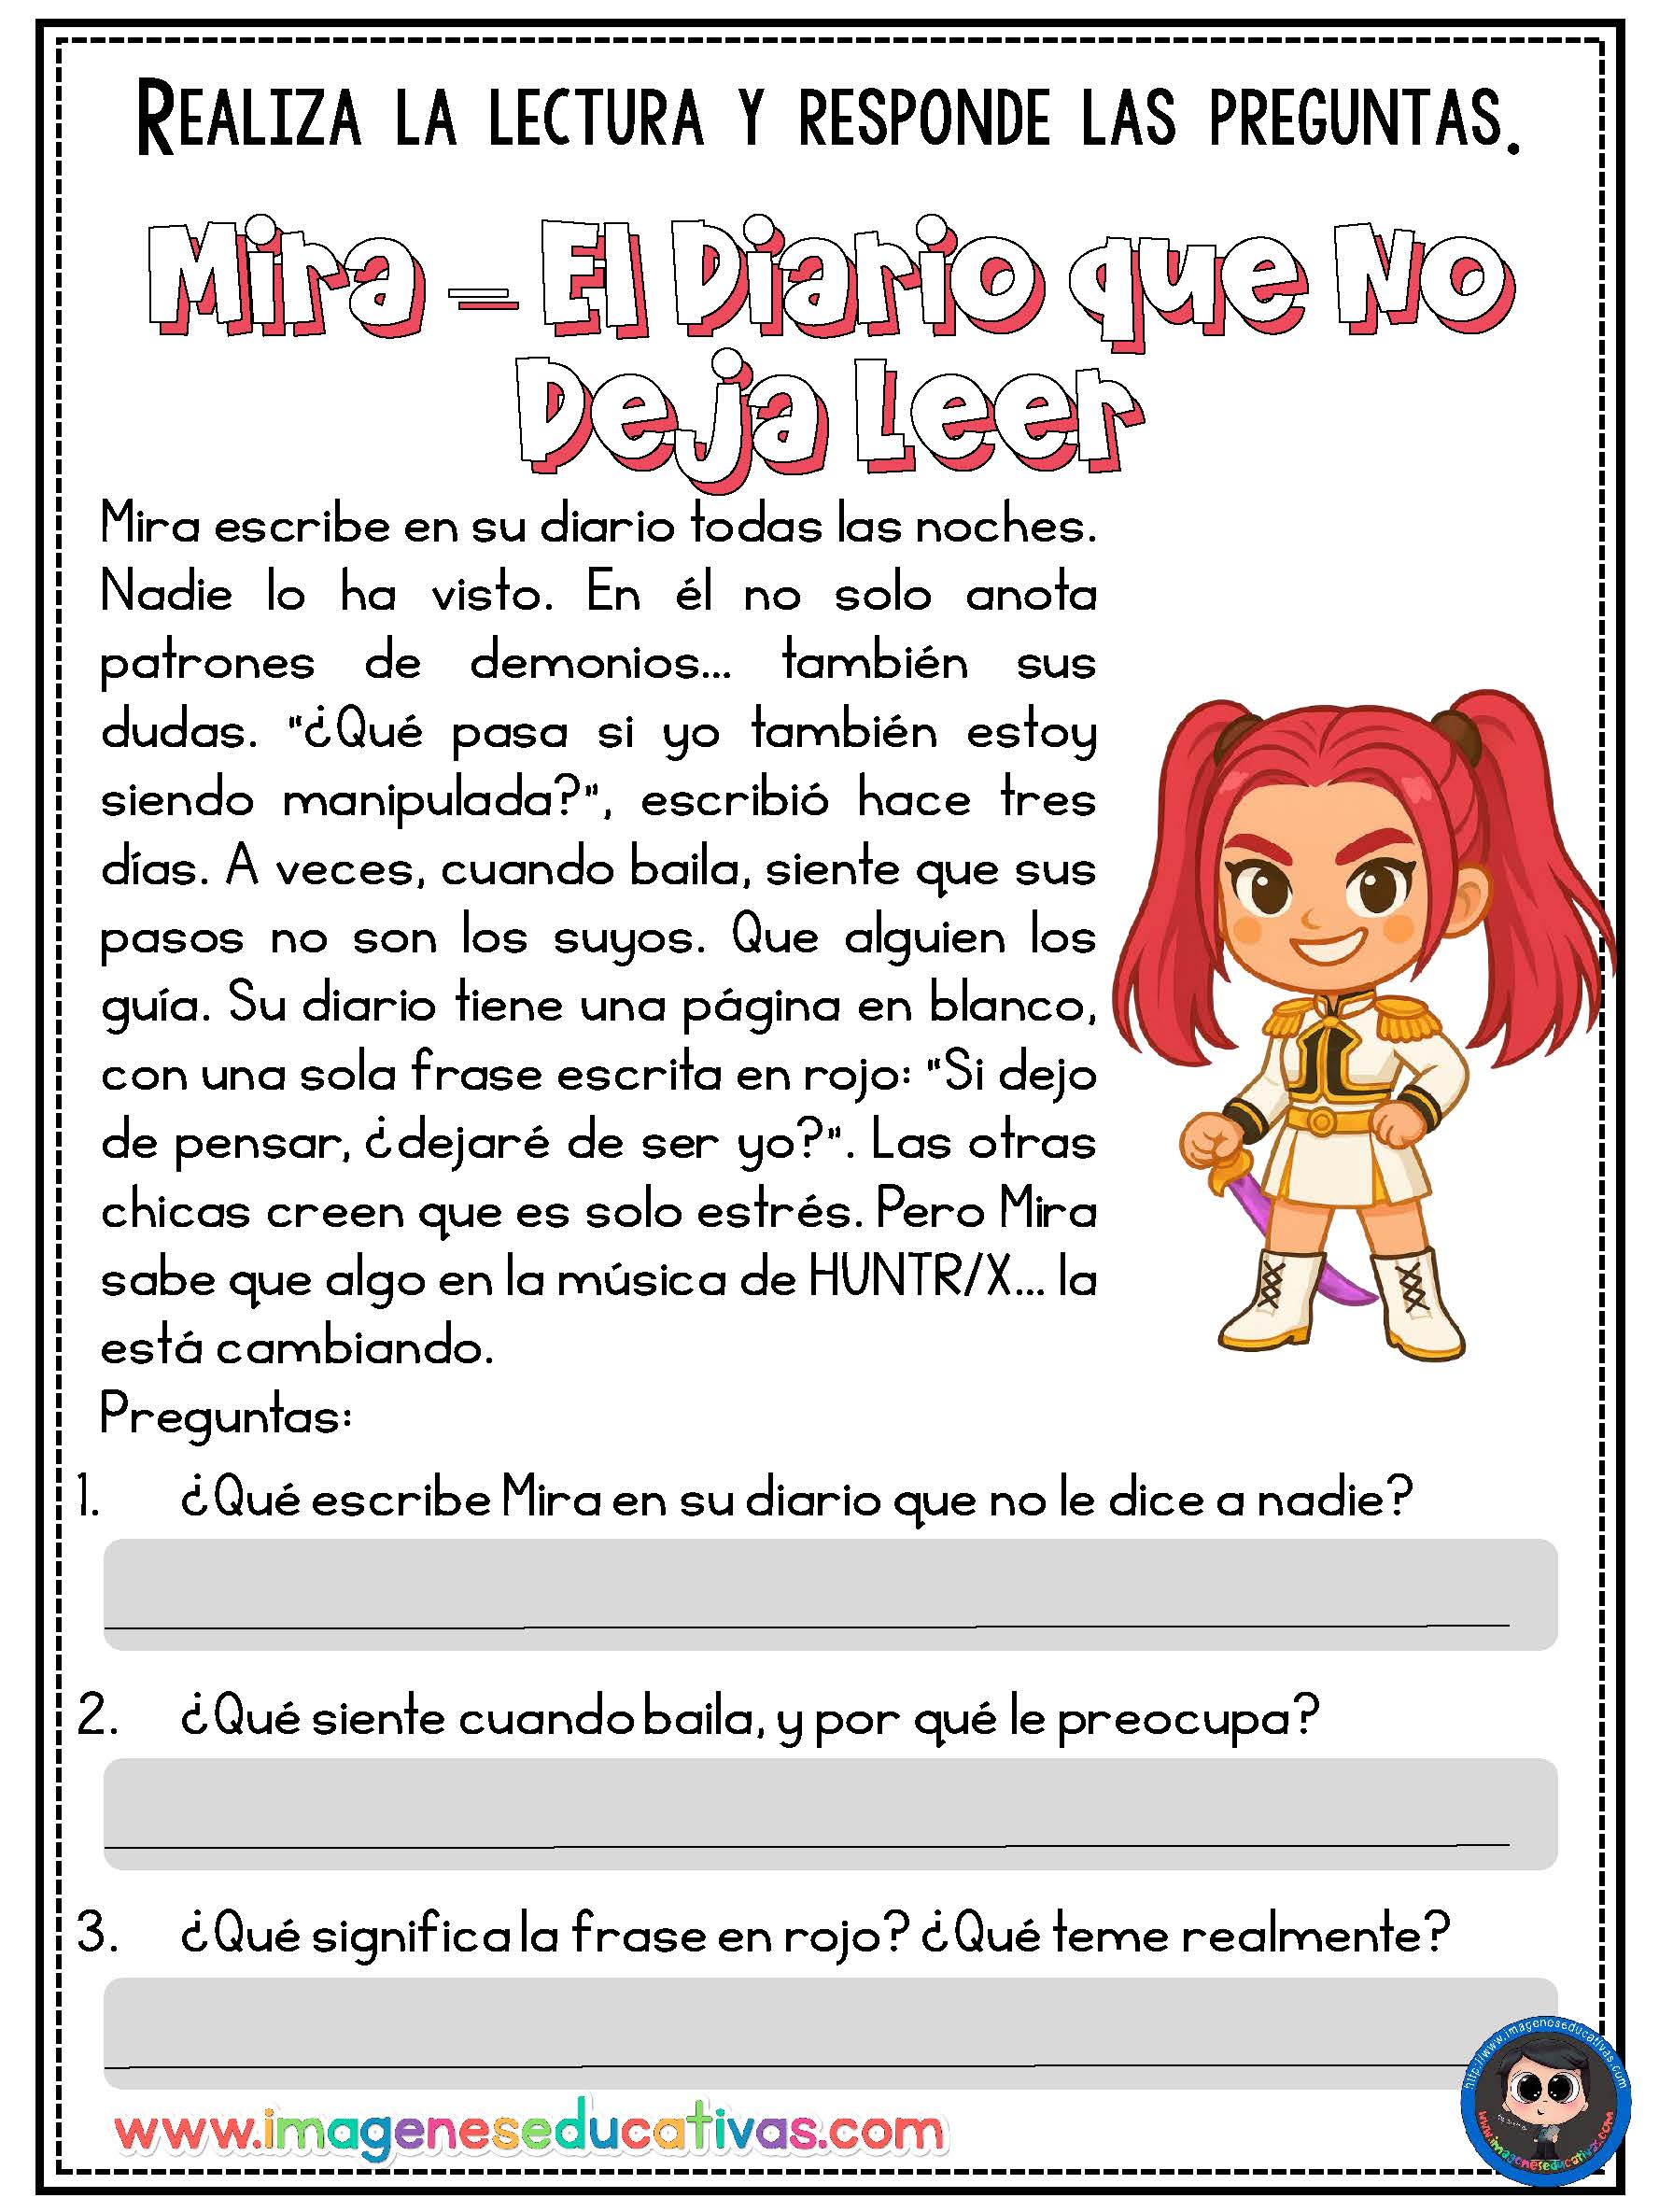 Realiza la lectura y responde las preguntas.
Mira – El Diario que No
Deja Leer
Mira escribe en su diario todas las noches.
Nadie lo ha visto. En él no solo anota
patrones de demonios... también sus
dudas. "¿Qué pasa si yo también estoy
siendo manipulada?", escribió hace tres
días. A veces, cuando baila, siente que sus
pasos no son los suyos. Que alguien los
guía. Su diario tiene una página en blanco,
con una sola frase escrita en rojo: "Si dejo
de pensar, ¿dejaré de ser yo?". Las otras
chicas creen que es solo estrés. Pero Mira
sabe que algo en la música de HUNTR/X... la
está cambiando.
Preguntas:
1. ¿Qué escribe Mira en su diario que no le dice a nadie?
2. ¿Qué siente cuando baila, y por qué le preocupa?
3. ¿Qué significa la frase en rojo? ¿Qué teme realmente?
www.imageneseducativas.com
http://www.imageneseducativas.com
www.imageneseducativas.com